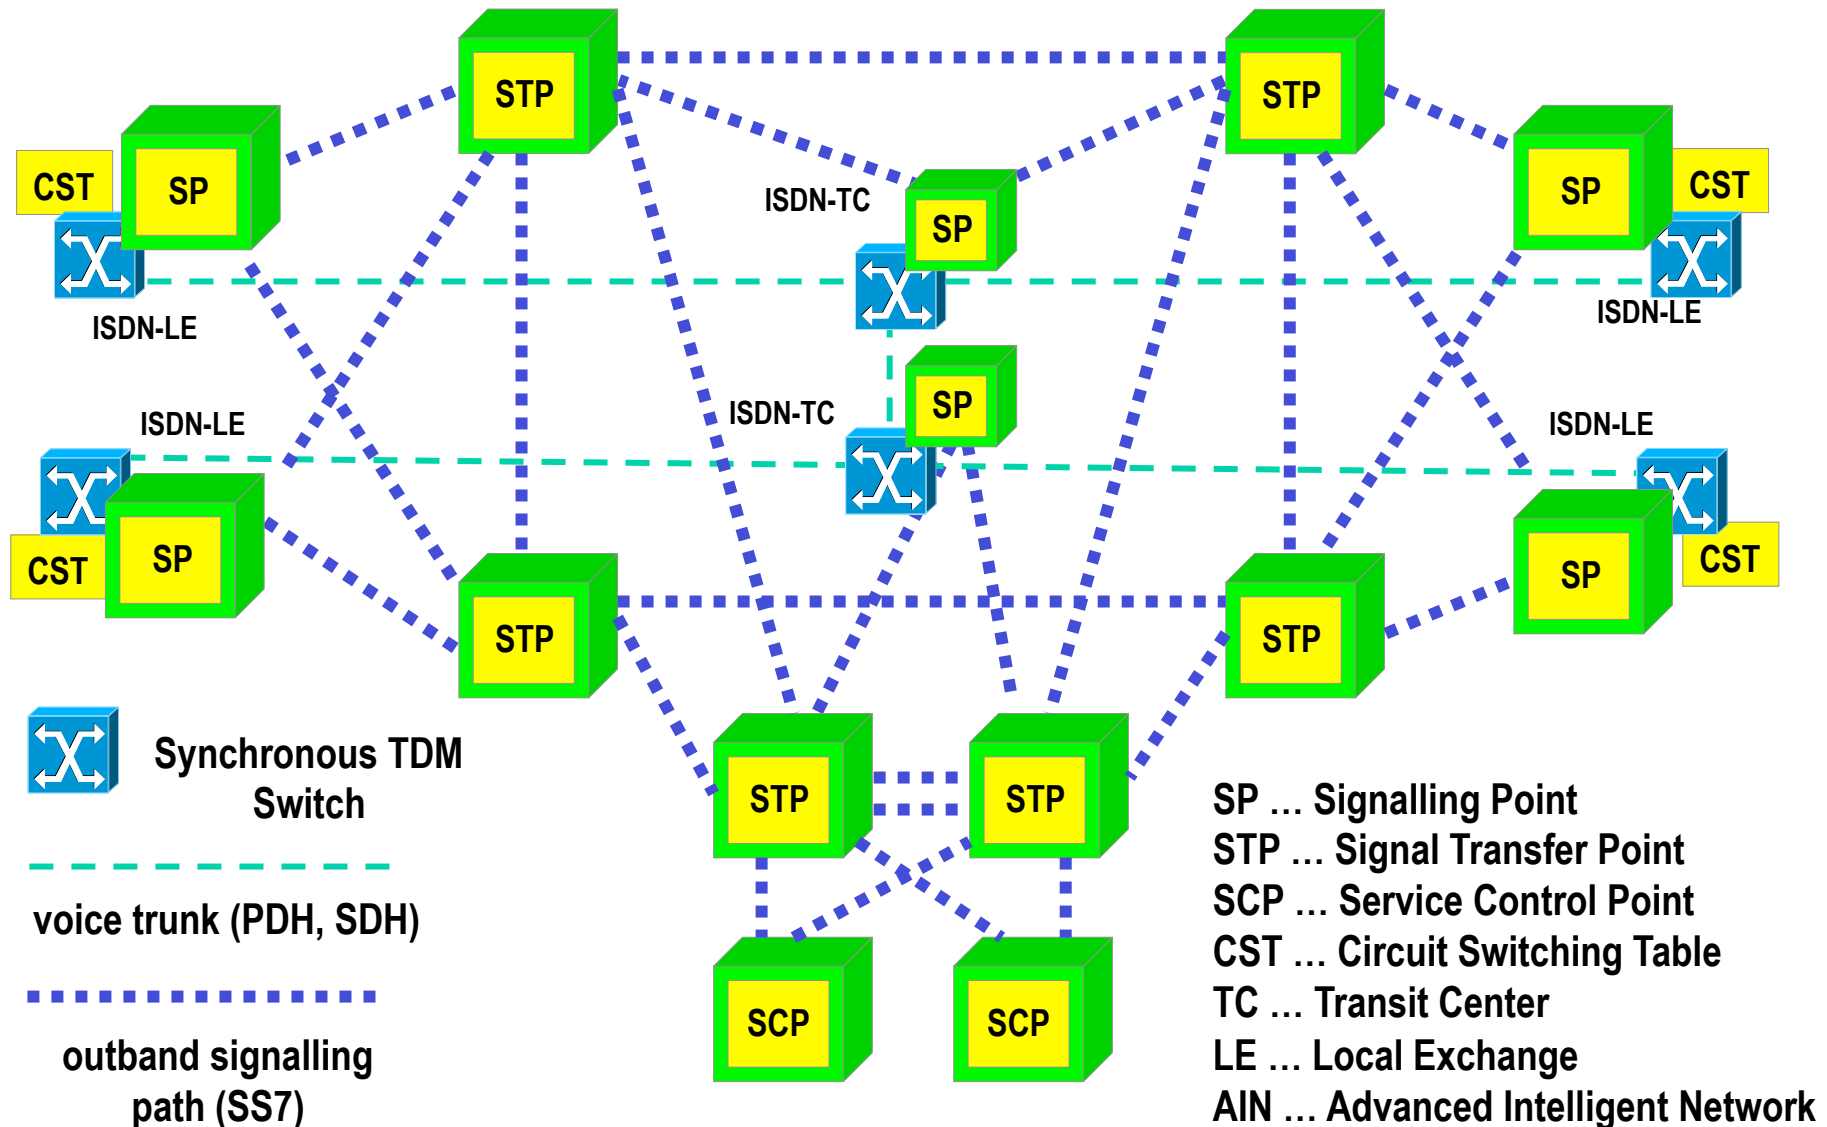 STP
STP
SP
CST
SP
CST
ISDN-TC
SP
ISDN-LE
ISDN-LE
SP
ISDN-TC
ISDN-LE
ISDN-LE
SP
CST
SP
CST
STP
STP
Synchronous TDM
Switch
STP
STP
SP … Signalling Point
STP … Signal Transfer Point
SCP … Service Control Point
voice trunk (PDH, SDH)
CST … Circuit Switching Table
TC … Transit Center
SCP
SCP
outband signalling
path (SS7)
LE … Local Exchange
AIN … Advanced Intelligent Network